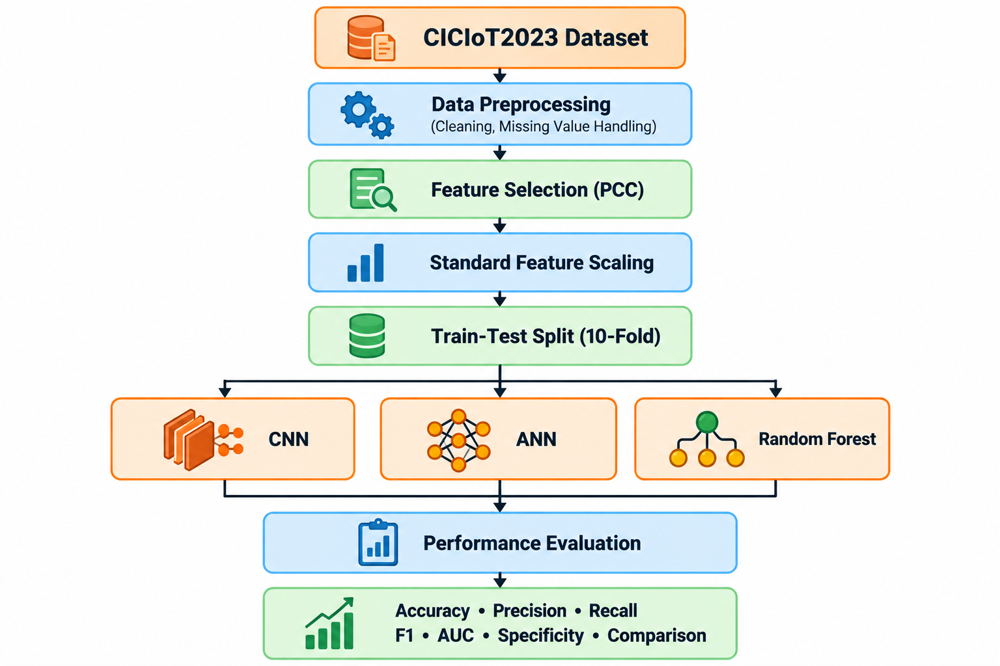 CICIoT2023 Dataset
Data Preprocessing
(Cleaning, Missing Value Handling)
Feature Selection (PCC)
Standard Feature Scaling
Train-Test Split (10-Fold)
CNN
ANN
Random Forest
Performance Evaluation
Accuracy • Precision • Recall
F1 • AUC • Specificity • Comparison